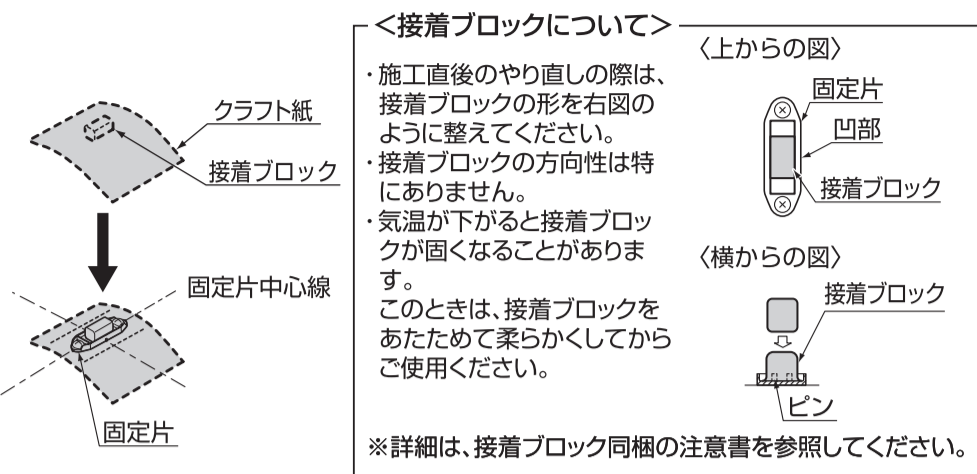 クラフト紙
接着ブロック
固定片中心線
固定片
＜接着ブロックについて＞
・施工直後のやり直しの際は、
接着ブロックの形を右図の
ように整えてください。
・接着ブロックの方向性は特
にありません。
・気温が下がると接着ブロッ
クが固くなることがありま
す。
このときは、接着ブロックを
あたためて柔らかくしてから
ご使用ください。
〈上からの図〉
固定片
凹部
接着ブロック
〈横からの図〉
接着ブロック
ピン
※詳細は、接着ブロック同梱の注意書を参照してください。